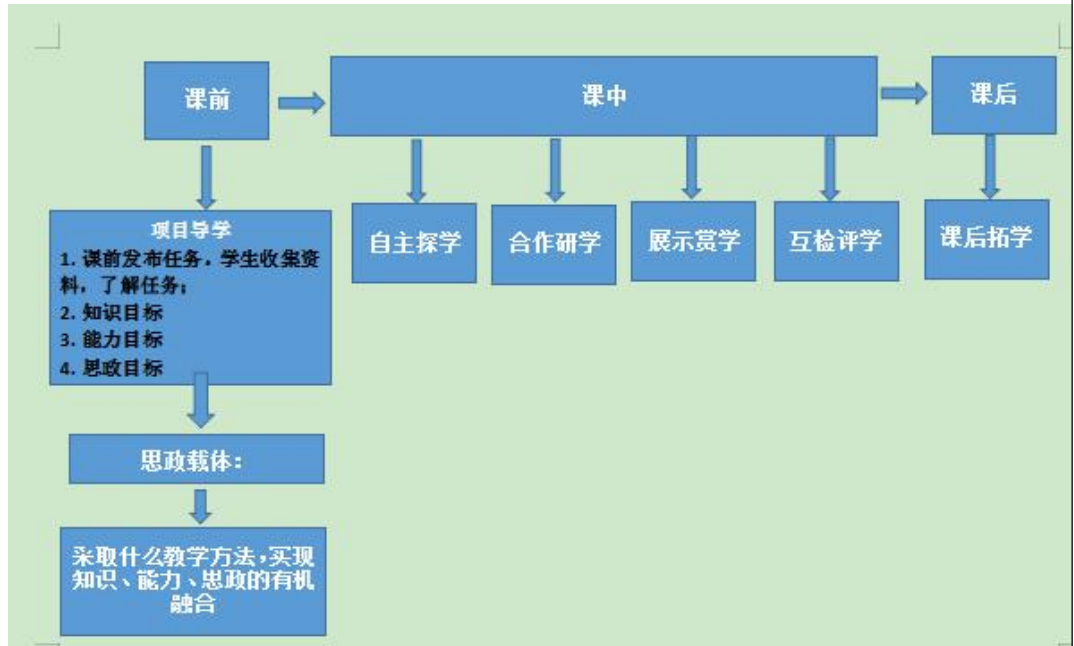 课前
课中
课后
项目导学
1. 课前发布任务，学生收集资
料，了解任务；
2. 知识目标
3. 能力目标
4. 思政目标
自主探学
合作研学
展示赏学
互检评学
课后拓学
思政载体：
采取什么教学方法，实现
知识、能力、思政的有机
融合